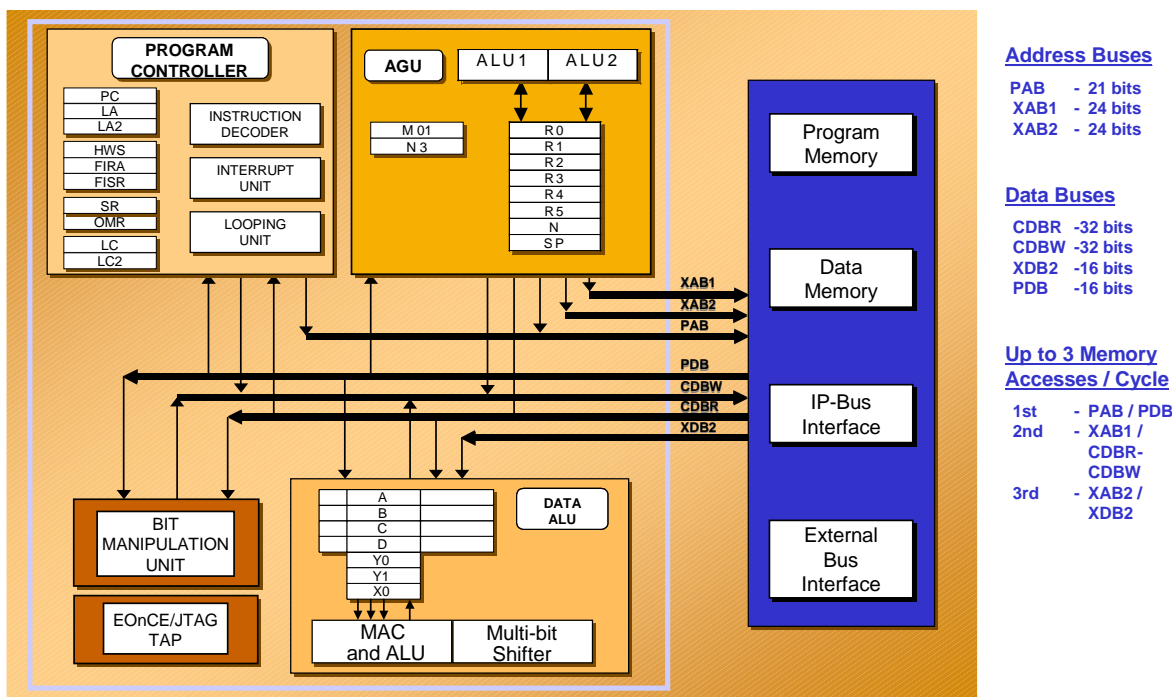 PROGRAM
CONTROLLER
PC
LA
LA2
HWS
FIRA
FISR
SR
OMR
LC
LC2
INSTRUCTION
DECODER
INTERRUPT
UNIT
LOOPING
UNIT
AGU
ALU1
ALU2
M 01
N 3
R0
R1
R2
R3
R4
R5
N
SP
XAB1
XAB2
PAB
PDB
CDBW
CDBR
XDB2
Program
Memory
Data
Memory
IP-Bus
Interface
External
Bus
Interface
BIT
MANIPULATION
UNIT
EOnCE/JTAG
TAP
A
B
C
D
Y0
Y1
X0
DATA
ALU
MAC
and ALU
Multi-bit
Shifter
Address Buses
PAB - 21 bits
XAB1 - 24 bits
XAB2 - 24 bits
Data Buses
CDBR -32 bits
CDBW -32 bits
XDB2 -16 bits
PDB -16 bits
Up to 3 Memory
Accesses / Cycle
1st - PAB / PDB
2nd - XAB1 /
CDBR-
CDBW
3rd - XAB2 /
XDB2